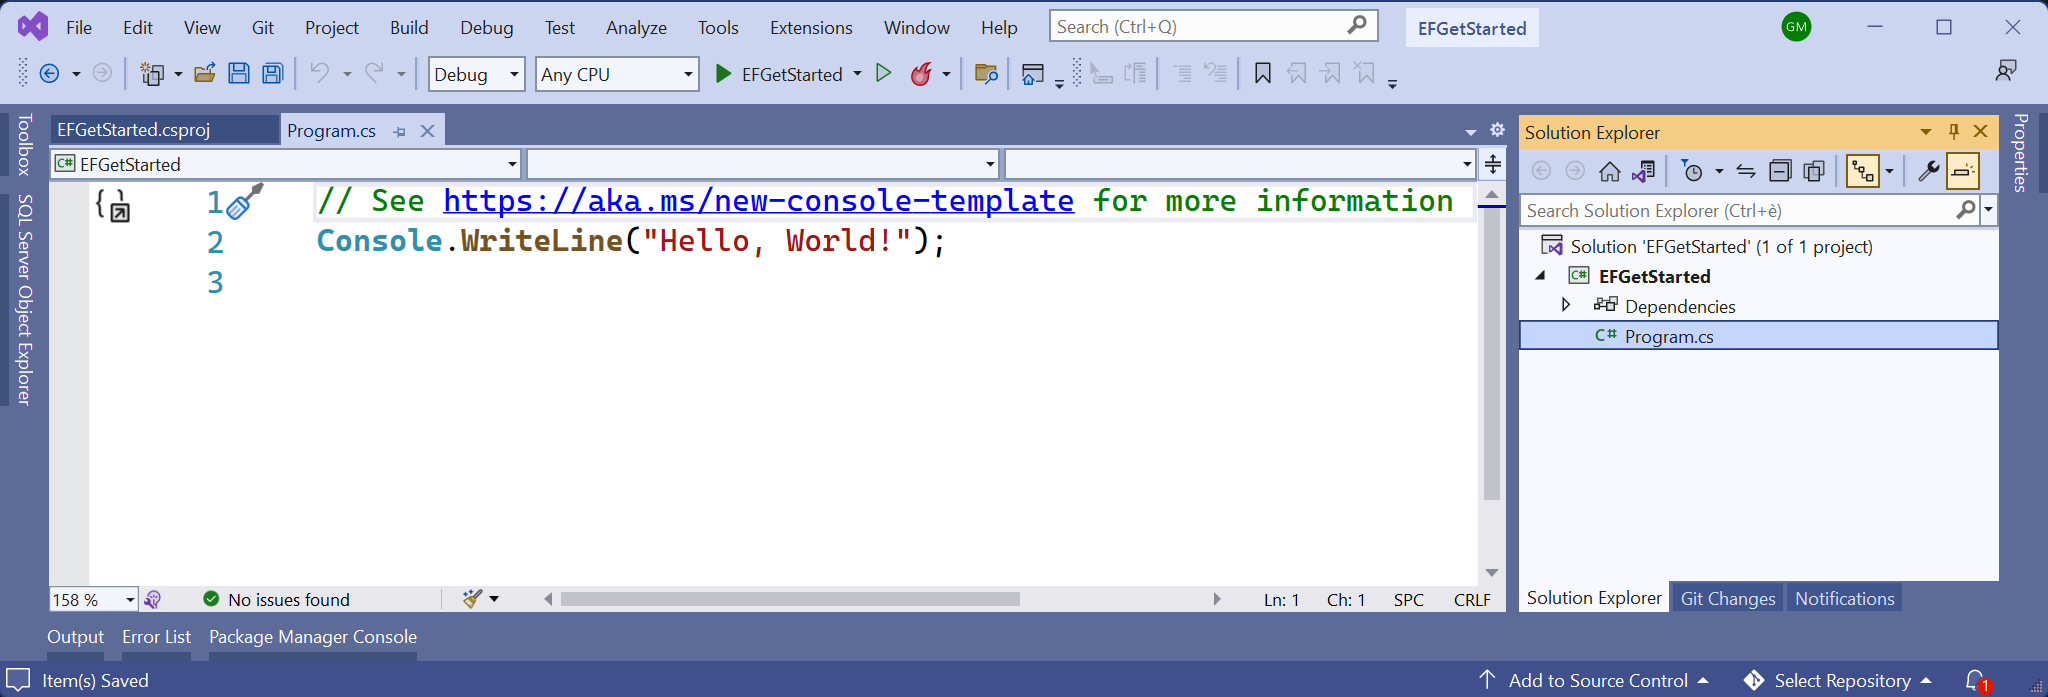 File Edit View Git Project Build Debug Test Analyze Tools Extensions Window Help Search (Ctrl+Q) EFGetStarted GM
Debug Any CPU EFGetStarted
Toolbox
SQL Server Object Explorer
EFGetStarted.csproj Program.cs
C# EFGetStarted
1 // See https://aka.ms/new-console-template for more information
2 Console.WriteLine("Hello, World!");
3
158 % No issues found Ln: 1 Ch: 1 SPC CRLF
Solution Explorer
Search Solution Explorer (Ctrl+è)
Solution 'EFGetStarted' (1 of 1 project)
C# EFGetStarted
Dependencies
C# Program.cs
Solution Explorer Git Changes Notifications
Properties
Output Error List Package Manager Console
Item(s) Saved Add to Source Control Select Repository 1